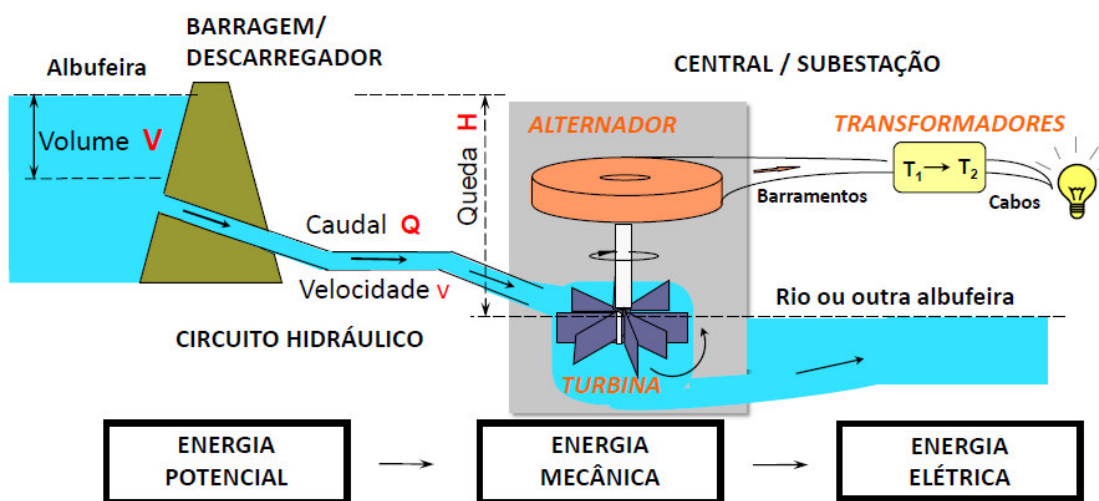 BARRAGEM/
DESCARREGADOR
Albufeira
CENTRAL / SUBESTAÇÃO
Volume V
Queda H
ALTERNADOR
TRANSFORMADORES
T1 → T2
Barramentos
Cabos
Caudal Q
Velocidade v
Rio ou outra albufeira
CIRCUITO HIDRÁULICO
TURBINA
ENERGIA
POTENCIAL
ENERGIA
MECÂNICA
ENERGIA
ELÉTRICA